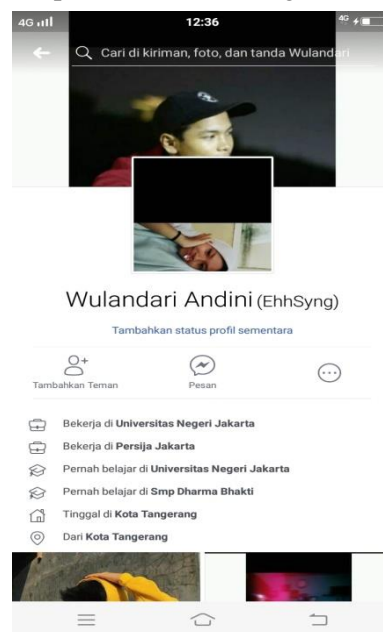 4G 12:36 4G
Cari di kiriman, foto, dan tanda Wulandari
Wulandari Andini (EhhSyng)
Tambahkan status profil sementara
Tambahkan Teman Pesan
Bekerja di Universitas Negeri Jakarta
Bekerja di Persija Jakarta
Pernah belajar di Universitas Negeri Jakarta
Pernah belajar di Smp Dharma Bhakti
Tinggal di Kota Tangerang
Dari Kota Tangerang